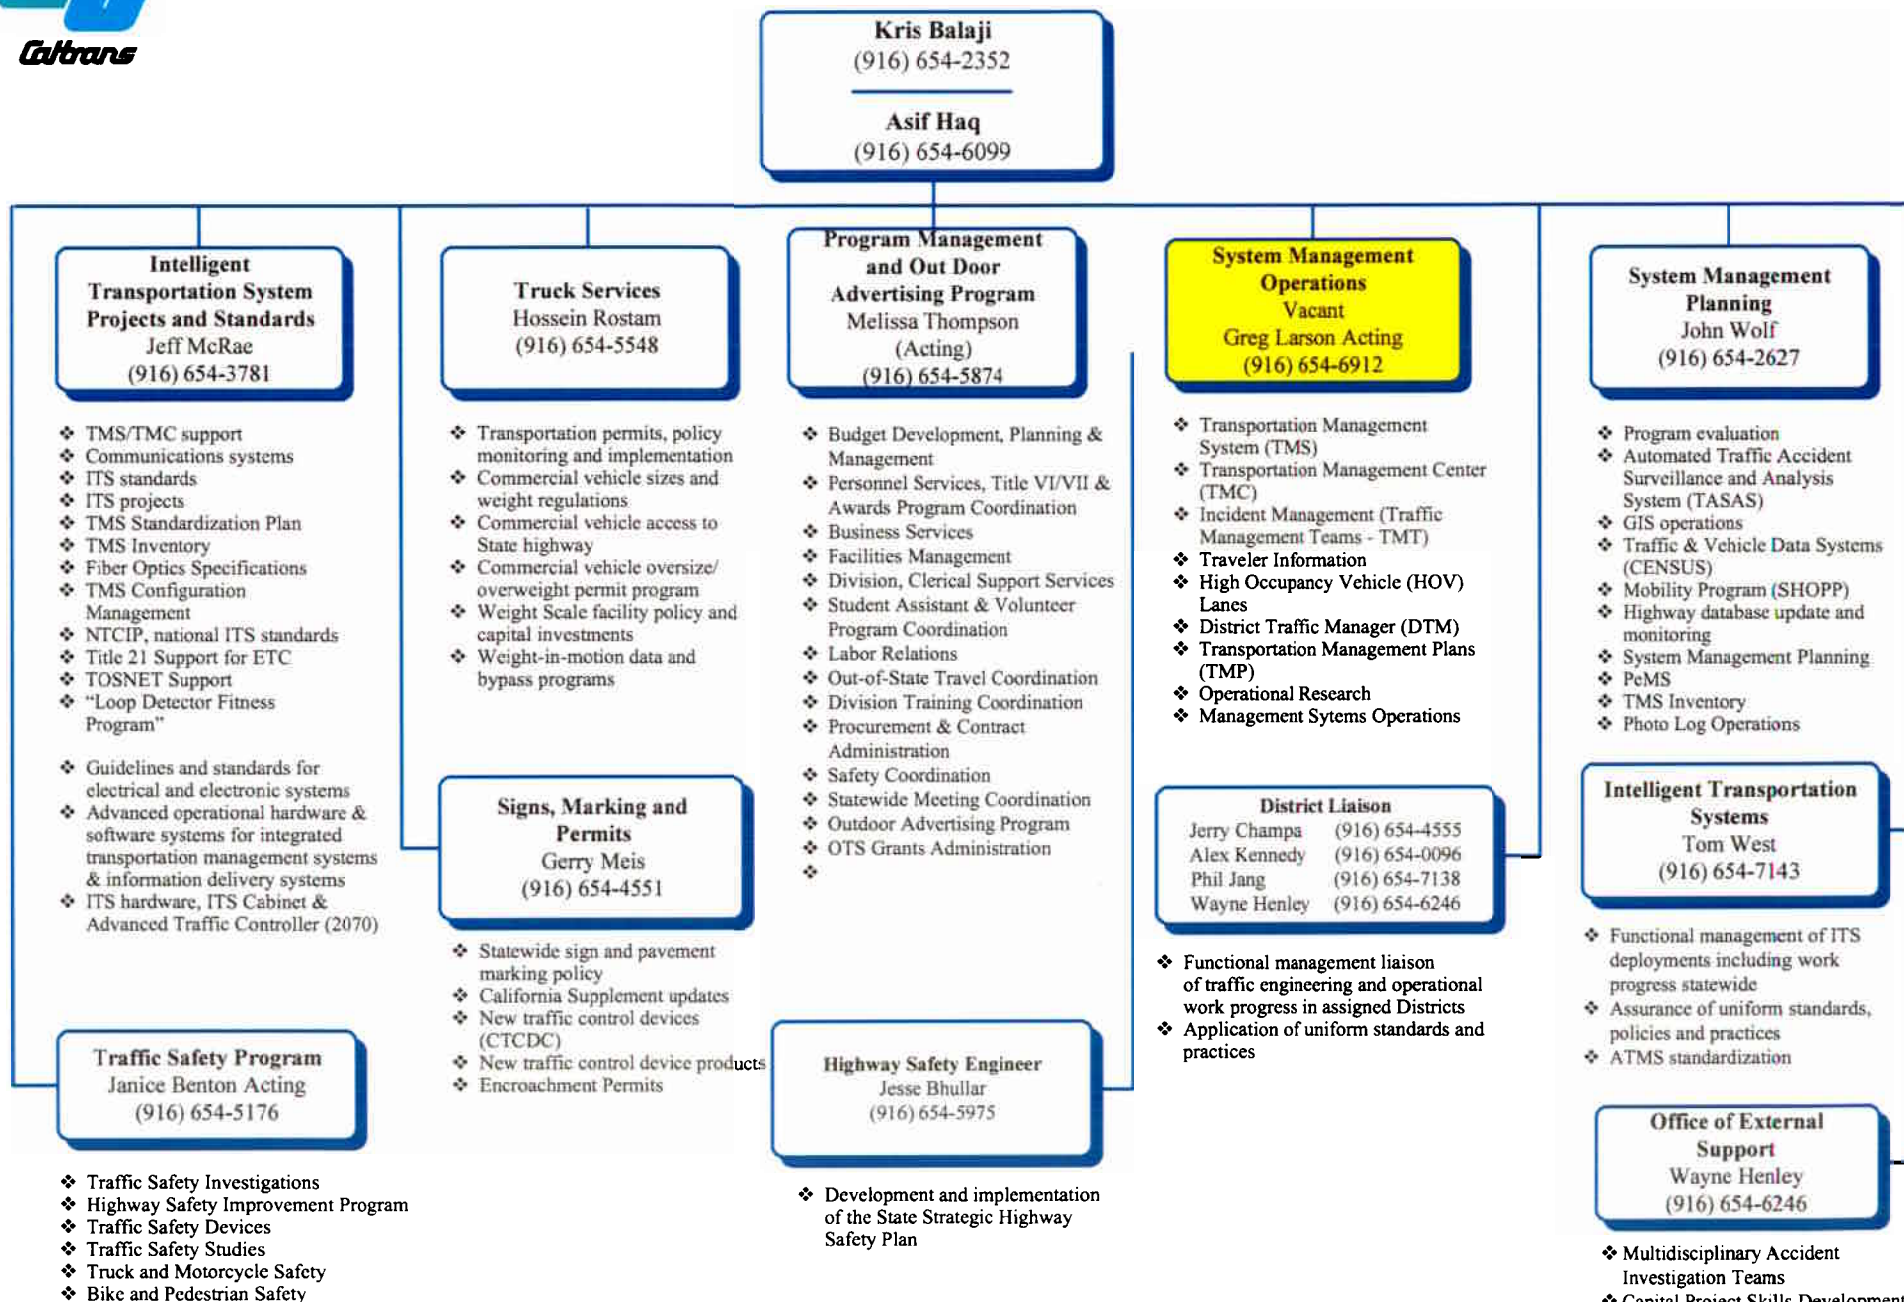 Caltrans
Kris Balaji
(916) 654-2352
Asif Haq
(916) 654-6099
Intelligent
Transportation System
Projects and Standards
Jeff McRae
(916) 654-3781
❖ TMS/TMC support
❖ Communications systems
❖ ITS standards
❖ ITS projects
❖ TMS Standardization Plan
❖ TMS Inventory
❖ Fiber Optics Specifications
❖ TMS Configuration
Management
❖ NTCIP, national ITS standards
❖ Title 21 Support for ETC
❖ TOSNET Support
❖ “Loop Detector Fitness
Program”
❖ Guidelines and standards for
electrical and electronic systems
❖ Advanced operational hardware &
software systems for integrated
transportation management systems
& information delivery systems
❖ ITS hardware, ITS Cabinet &
Advanced Traffic Controller (2070)
Traffic Safety Program
Janice Benton Acting
(916) 654-5176
❖ Traffic Safety Investigations
❖ Highway Safety Improvement Program
❖ Traffic Safety Devices
❖ Traffic Safety Studies
❖ Truck and Motorcycle Safety
❖ Bike and Pedestrian Safety
Truck Services
Hossein Rostam
(916) 654-5548
❖ Transportation permits, policy
monitoring and implementation
❖ Commercial vehicle sizes and
weight regulations
❖ Commercial vehicle access to
State highway
❖ Commercial vehicle oversize/
overweight permit program
❖ Weight Scale facility policy and
capital investments
❖ Weight-in-motion data and
bypass programs
Signs, Marking and
Permits
Gerry Meis
(916) 654-4551
❖ Statewide sign and pavement
marking policy
❖ California Supplement updates
❖ New traffic control devices
(CTCDC)
❖ New traffic control device products
❖ Encroachment Permits
Program Management
and Out Door
Advertising Program
Melissa Thompson
(Acting)
(916) 654-5874
❖ Budget Development, Planning &
Management
❖ Personnel Services, Title VI/VII &
Awards Program Coordination
❖ Business Services
❖ Facilities Management
❖ Division, Clerical Support Services
❖ Student Assistant & Volunteer
Program Coordination
❖ Labor Relations
❖ Out-of-State Travel Coordination
❖ Division Training Coordination
❖ Procurement & Contract
Administration
❖ Safety Coordination
❖ Statewide Meeting Coordination
❖ Outdoor Advertising Program
❖ OTS Grants Administration
❖
Highway Safety Engineer
Jesse Bhullar
(916) 654-5975
❖ Development and implementation
of the State Strategic Highway
Safety Plan
System Management
Operations
Vacant
Greg Larson Acting
(916) 654-6912
❖ Transportation Management
System (TMS)
❖ Transportation Management Center
(TMC)
❖ Incident Management (Traffic
Management Teams - TMT)
❖ Traveler Information
❖ High Occupancy Vehicle (HOV)
Lanes
❖ District Traffic Manager (DTM)
❖ Transportation Management Plans
(TMP)
❖ Operational Research
❖ Management Sytems Operations
District Liaison
Jerry Champa (916) 654-4555
Alex Kennedy (916) 654-0096
Phil Jang (916) 654-7138
Wayne Henley (916) 654-6246
❖ Functional management liaison
of traffic engineering and operational
work progress in assigned Districts
❖ Application of uniform standards and
practices
System Management
Planning
John Wolf
(916) 654-2627
❖ Program evaluation
❖ Automated Traffic Accident
Surveillance and Analysis
System (TASAS)
❖ GIS operations
❖ Traffic & Vehicle Data Systems
(CENSUS)
❖ Mobility Program (SHOPP)
❖ Highway database update and
monitoring
❖ System Management Planning
❖ PeMS
❖ TMS Inventory
❖ Photo Log Operations
Intelligent Transportation
Systems
Tom West
(916) 654-7143
❖ Functional management of ITS
deployments including work
progress statewide
❖ Assurance of uniform standards,
policies and practices
❖ ATMS standardization
Office of External
Support
Wayne Henley
(916) 654-6246
❖ Multidisciplinary Accident
Investigation Teams
❖ Capital Project Skills Development